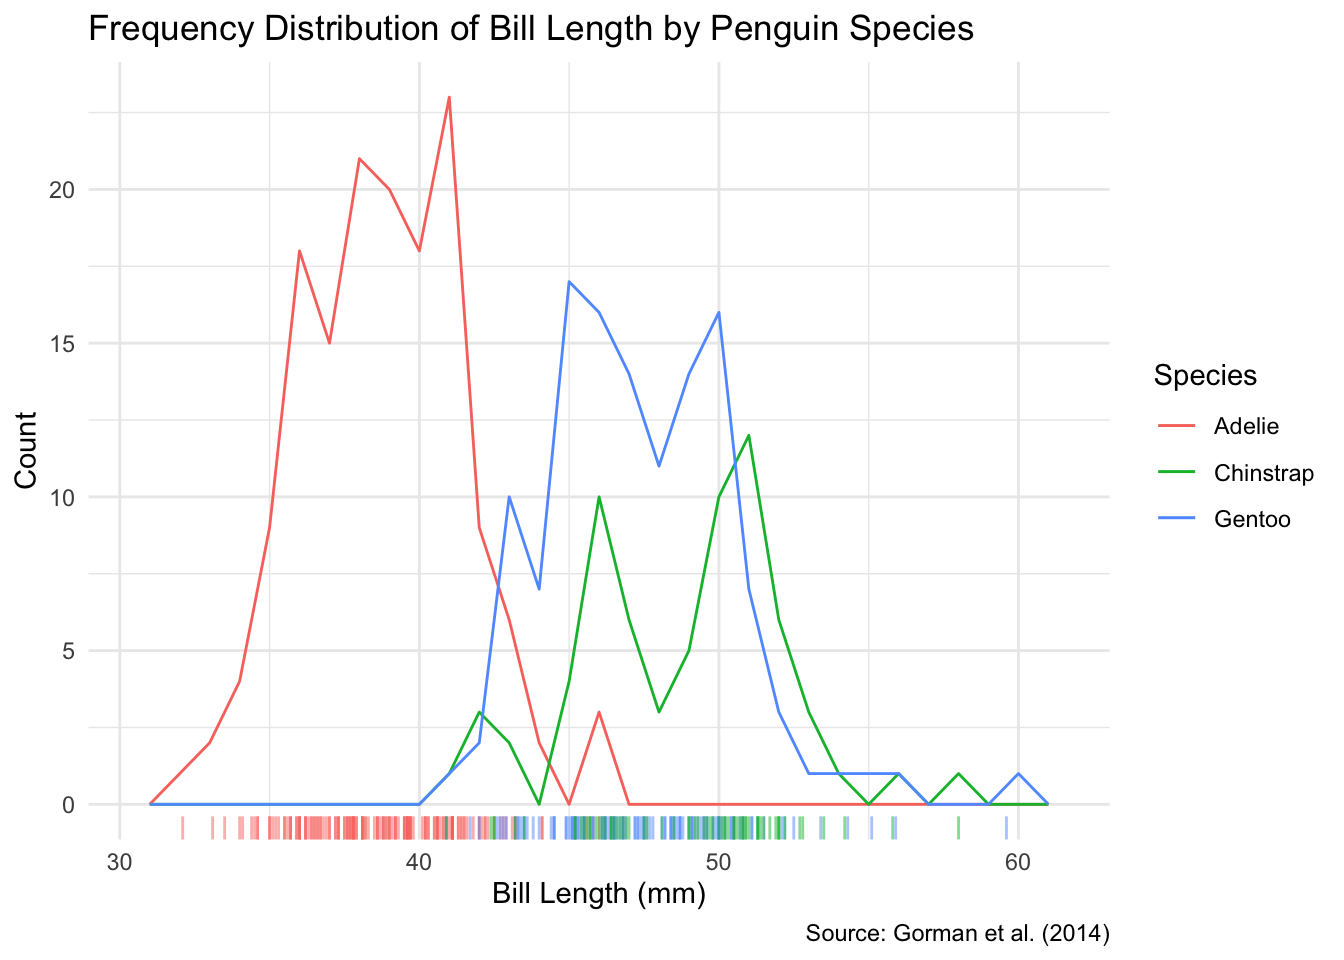 Frequency Distribution of Bill Length by Penguin Species
20
15
10
5
0
Count
30 40 50 60
Bill Length (mm)
Species
Adelie
Chinstrap
Gentoo
Source: Gorman et al. (2014)